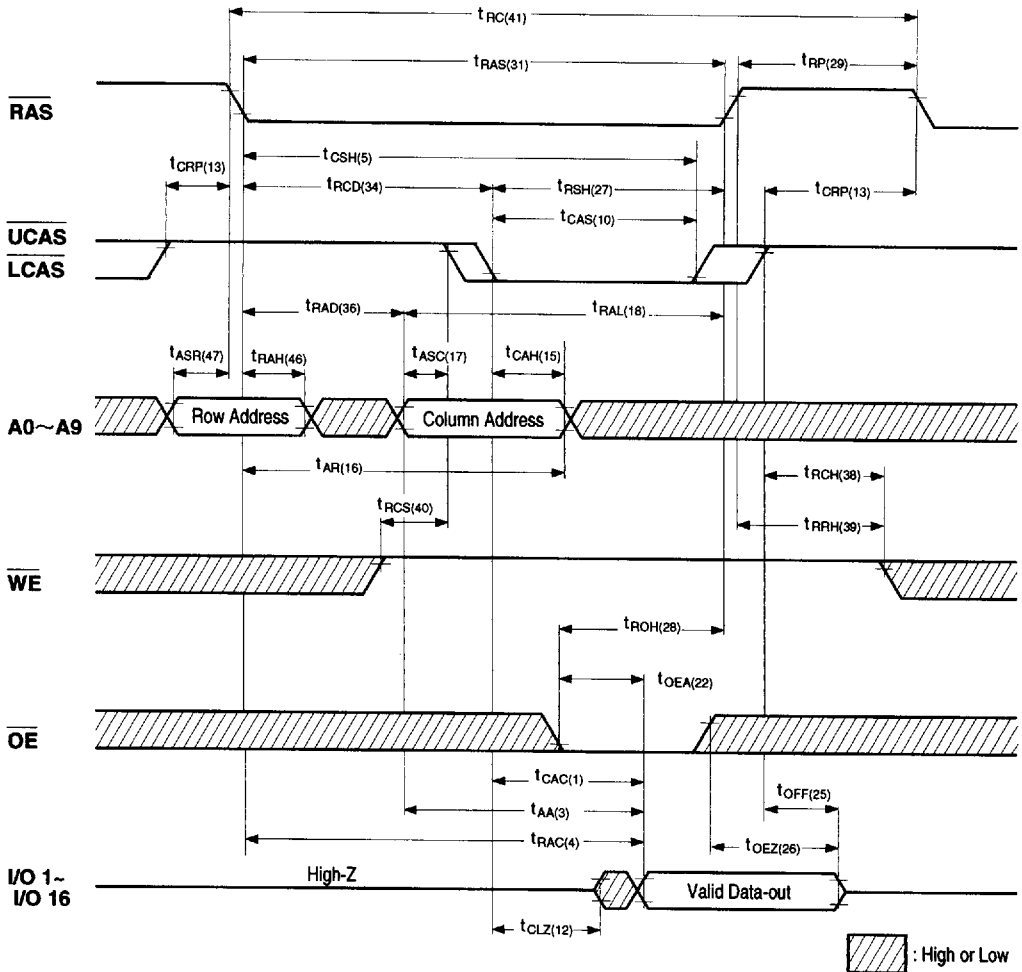 tRC(41)
tRAS(31)
tRP(29)
RAS
tCSH(5)
tCRP(13)
tRCD(34)
tRSH(27)
tCRP(13)
tCAS(10)
UCAS
LCAS
tRAD(36)
tRAL(18)
tASR(47)
tRAH(46)
tASC(17)
tCAH(15)
A0~A9
Row Address
Column Address
tAR(16)
tRCH(38)
tRCS(40)
tRRH(39)
WE
tROH(28)
tOEA(22)
OE
tCAC(1)
tOFF(25)
tAA(3)
tRAC(4)
tOEZ(26)
I/O 1~
I/O 16
High-Z
Valid Data-out
tCLZ(12)
: High or Low